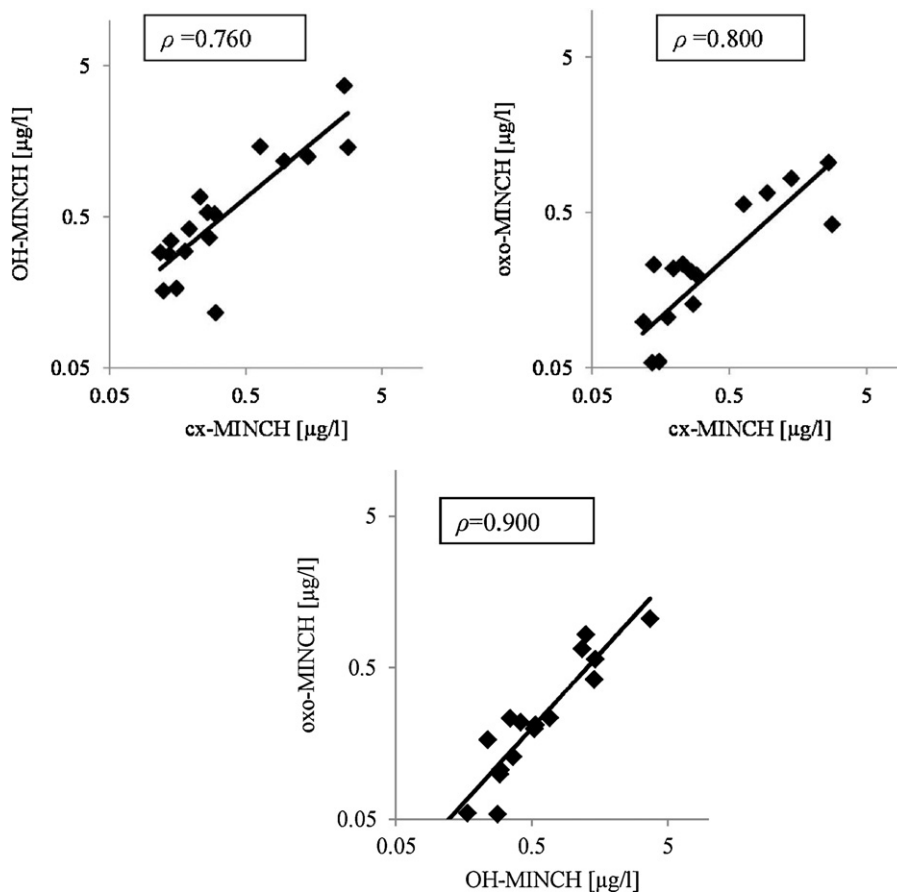 ρ =0.760
5
0.5
0.05
OH-MINCH [µg/l]
0.05 0.5 5
cx-MINCH [µg/l]
ρ =0.800
5
0.5
0.05
oxo-MINCH [µg/l]
0.05 0.5 5
cx-MINCH [µg/l]
ρ=0.900
5
0.5
0.05
oxo-MINCH [µg/l]
0.05 0.5 5
OH-MINCH [µg/l]